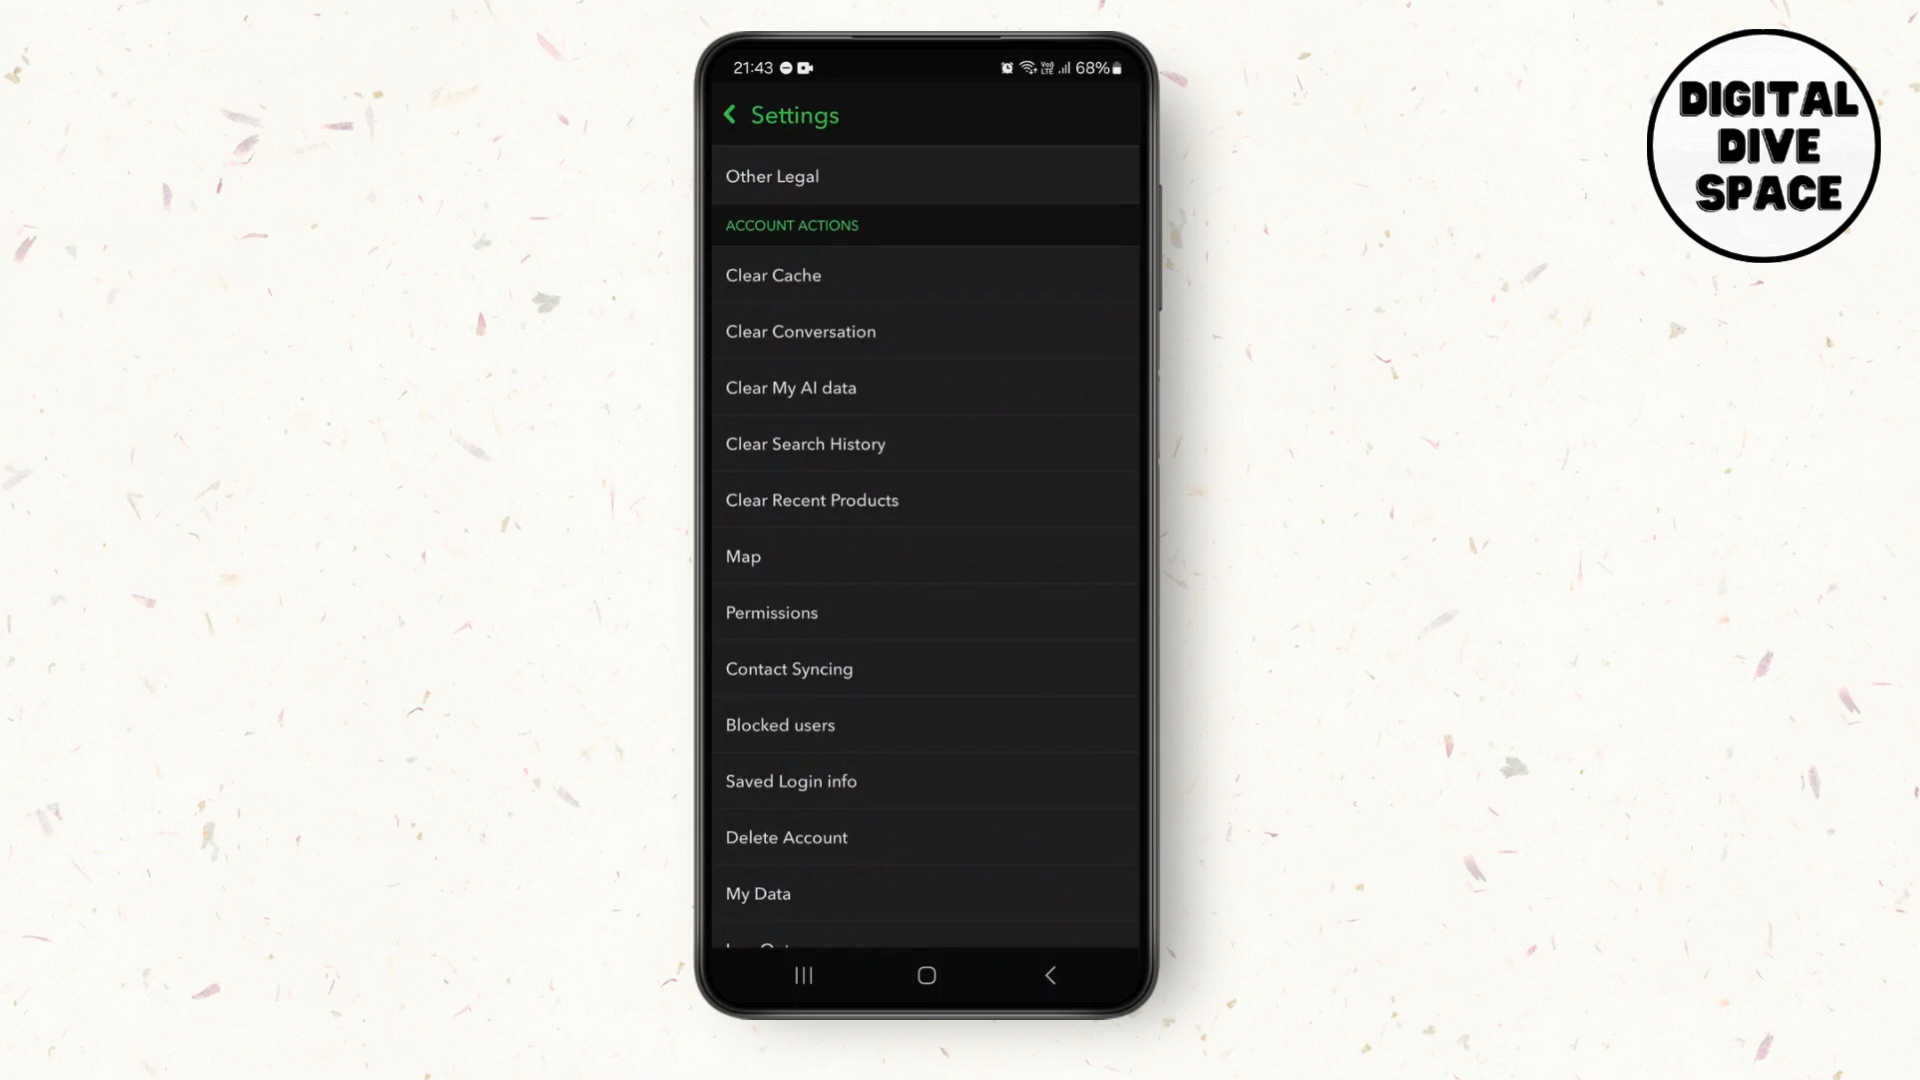 21:43
Vo) LTE 68%
Settings
Other Legal
ACCOUNT ACTIONS
Clear Cache
Clear Conversation
Clear My AI data
Clear Search History
Clear Recent Products
Map
Permissions
Contact Syncing
Blocked users
Saved Login info
Delete Account
My Data
DIGITAL
DIVE
SPACE